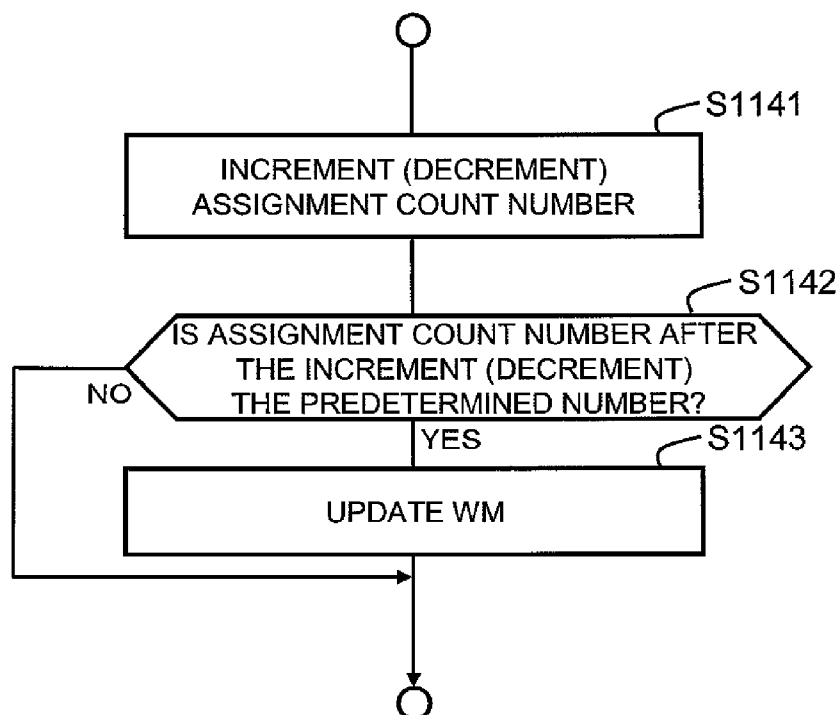 S1141
INCREMENT (DECREMENT)
ASSIGNMENT COUNT NUMBER
S1142
IS ASSIGNMENT COUNT NUMBER AFTER
THE INCREMENT (DECREMENT)
THE PREDETERMINED NUMBER?
NO
YES
S1143
UPDATE WM